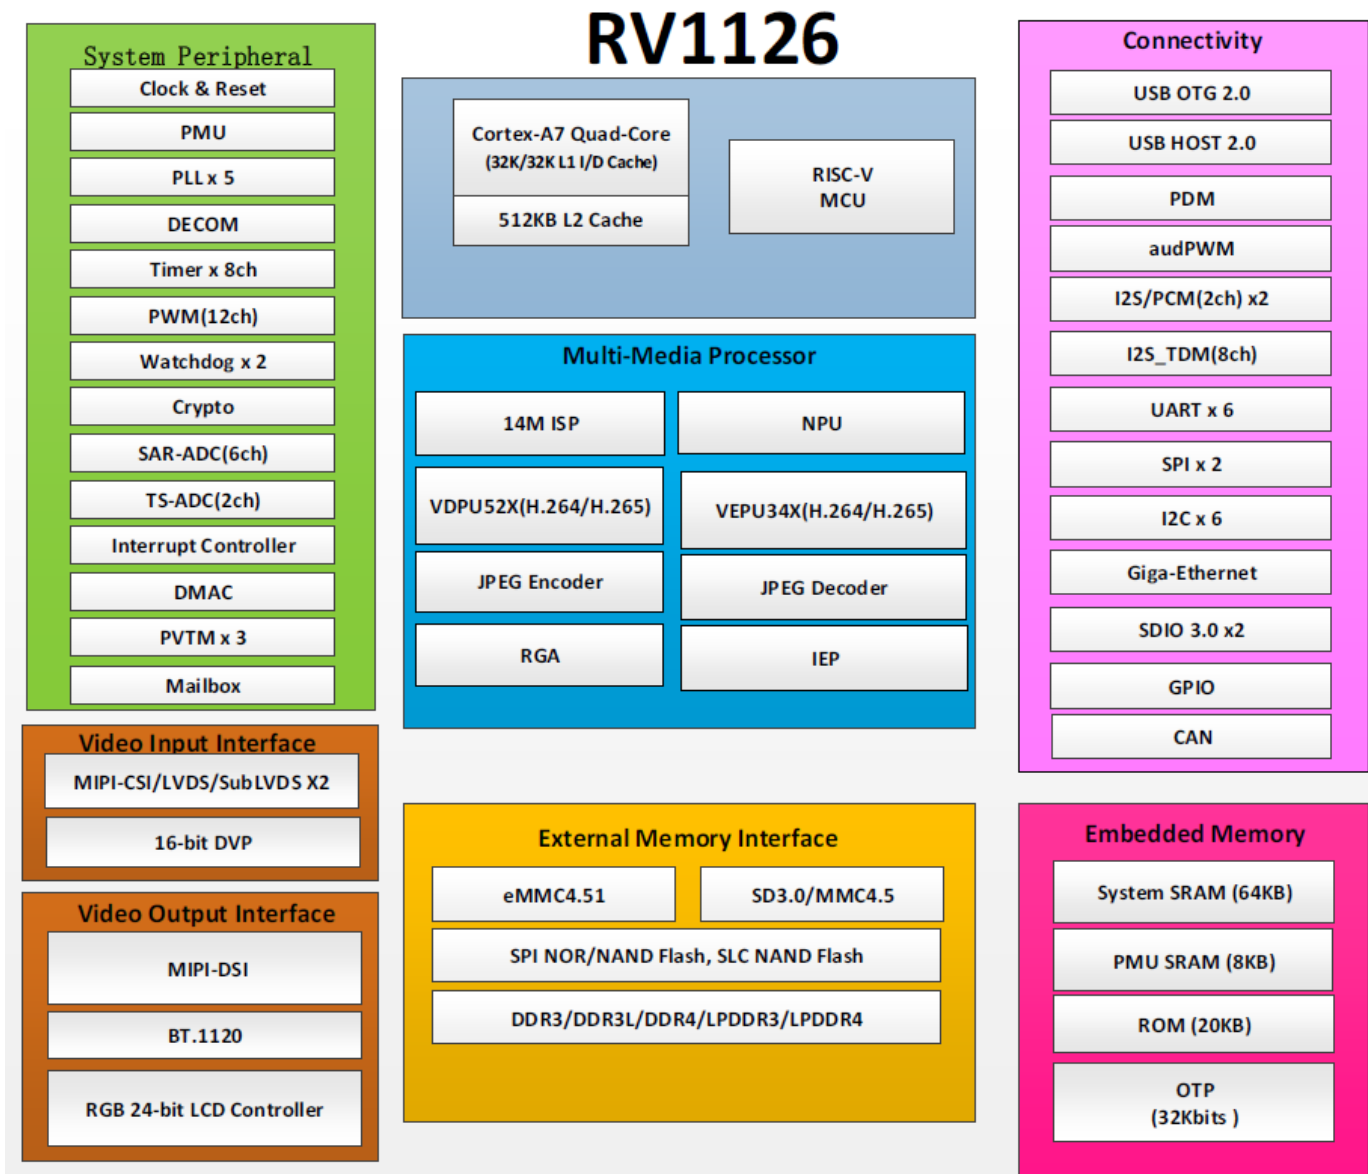 RV1126
System Peripheral
Clock & Reset
PMU
PLL x 5
DECOM
Timer x 8ch
PWM(12ch)
Watchdog x 2
Crypto
SAR-ADC(6ch)
TS-ADC(2ch)
Interrupt Controller
DMAC
PVTM x 3
Mailbox
Video Input Interface
MIPI-CSI/LVDS/SubLVDS X2
16-bit DVP
Video Output Interface
MIPI-DSI
BT.1120
RGB 24-bit LCD Controller
Cortex-A7 Quad-Core
(32K/32K L1 I/D Cache)
512KB L2 Cache
RISC-V
MCU
Multi-Media Processor
14M ISP
NPU
VDPU52X(H.264/H.265)
VEPU34X(H.264/H.265)
JPEG Encoder
JPEG Decoder
RGA
IEP
External Memory Interface
eMMC4.51
SD3.0/MMC4.5
SPI NOR/NAND Flash, SLC NAND Flash
DDR3/DDR3L/DDR4/LPDDR3/LPDDR4
Connectivity
USB OTG 2.0
USB HOST 2.0
PDM
audPWM
I2S/PCM(2ch) x2
I2S_TDM(8ch)
UART x 6
SPI x 2
I2C x 6
Giga-Ethernet
SDIO 3.0 x2
GPIO
CAN
Embedded Memory
System SRAM (64KB)
PMU SRAM (8KB)
ROM (20KB)
OTP
(32Kbits )